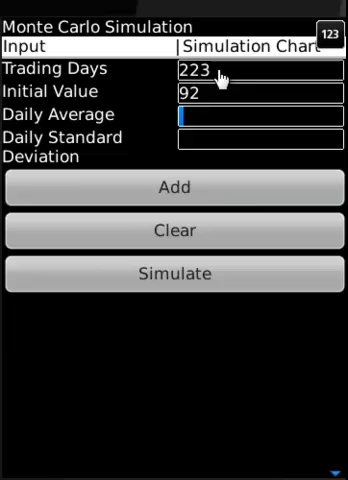 Monte Carlo Simulation
123
Input |Simulation Chart
Trading Days 223
Initial Value 92
Daily Average
Daily Standard
Deviation
Add
Clear
Simulate